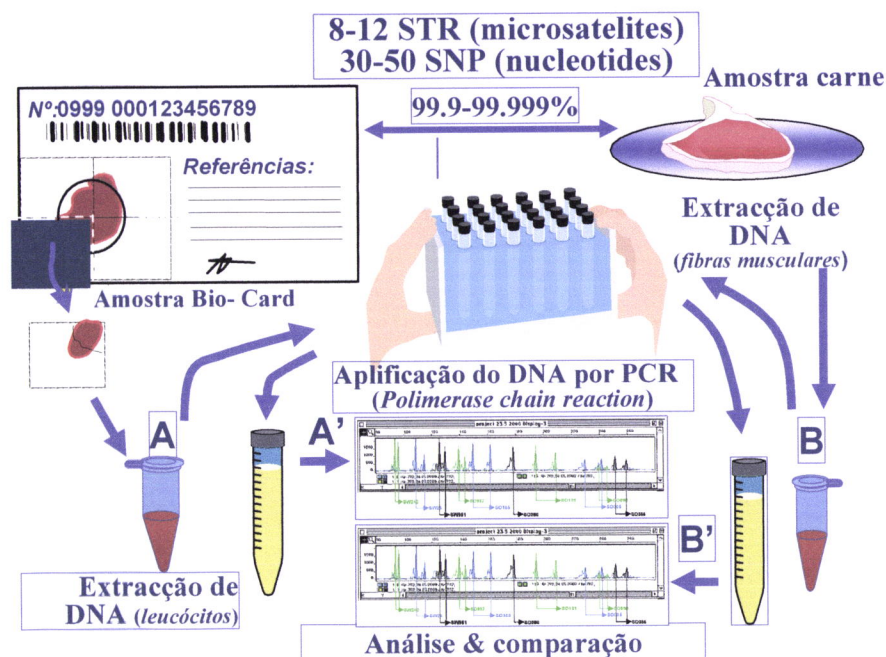 8-12 STR (microsatelites)
30-50 SNP (nucleotides)
99.9-99.999%
Amostra carne
Nº:0999 000123456789
Referências:
Amostra Bio- Card
Extracção de
DNA
(fibras musculares)
Aplificação do DNA por PCR
(Polimerase chain reaction)
A
A’
B
B’
Extracção de
DNA (leucócitos)
Análise & comparação